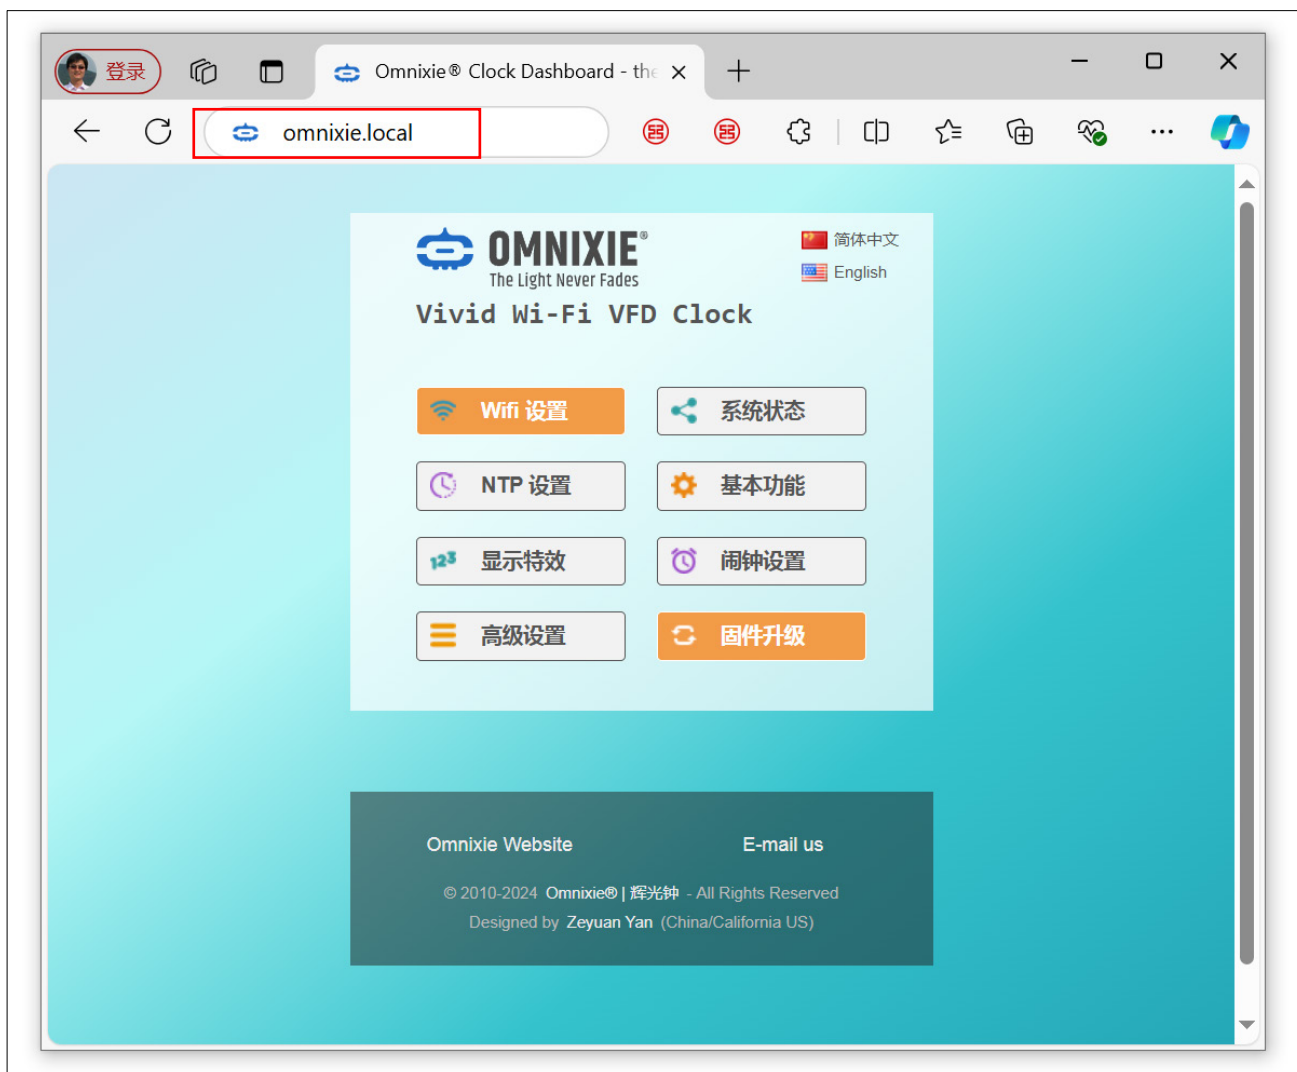 登录
Omnixie® Clock Dashboard - the
omnixie.local
OMNIXIE®
The Light Never Fades
简体中文
English
Vivid Wi-Fi VFD Clock
Wifi 设置
系统状态
NTP 设置
基本功能
123 显示特效
闹钟设置
高级设置
固件升级
Omnixie Website
E-mail us
© 2010-2024 Omnixie® | 辉光钟 - All Rights Reserved
Designed by Zeyuan Yan (China/California US)